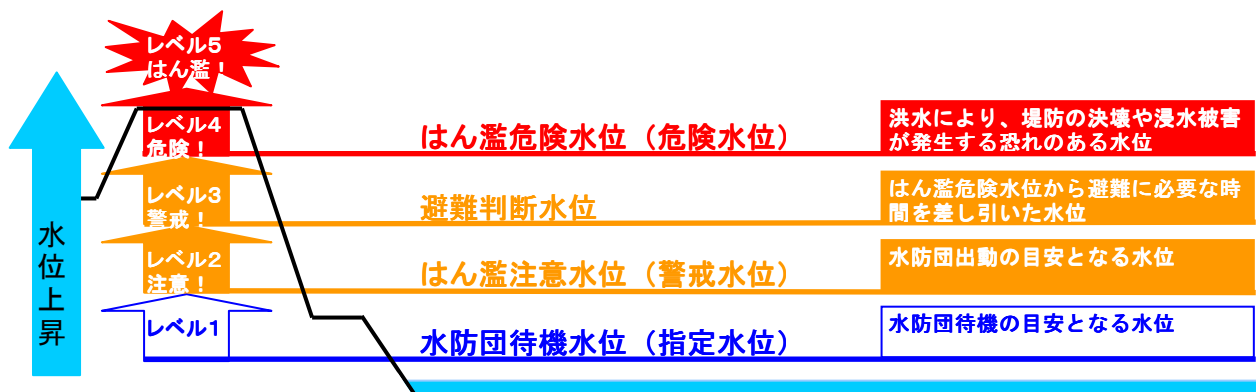 レベル5
はん濫！
レベル4
危険！
はん濫危険水位（危険水位）
洪水により、堤防の決壊や浸水被害
が発生する恐れのある水位
レベル3
警戒！
避難判断水位
はん濫危険水位から避難に必要な時
間を差し引いた水位
レベル2
注意！
はん濫注意水位（警戒水位）
水防団出動の目安となる水位
レベル1
水防団待機水位（指定水位）
水防団待機の目安となる水位
水位上昇